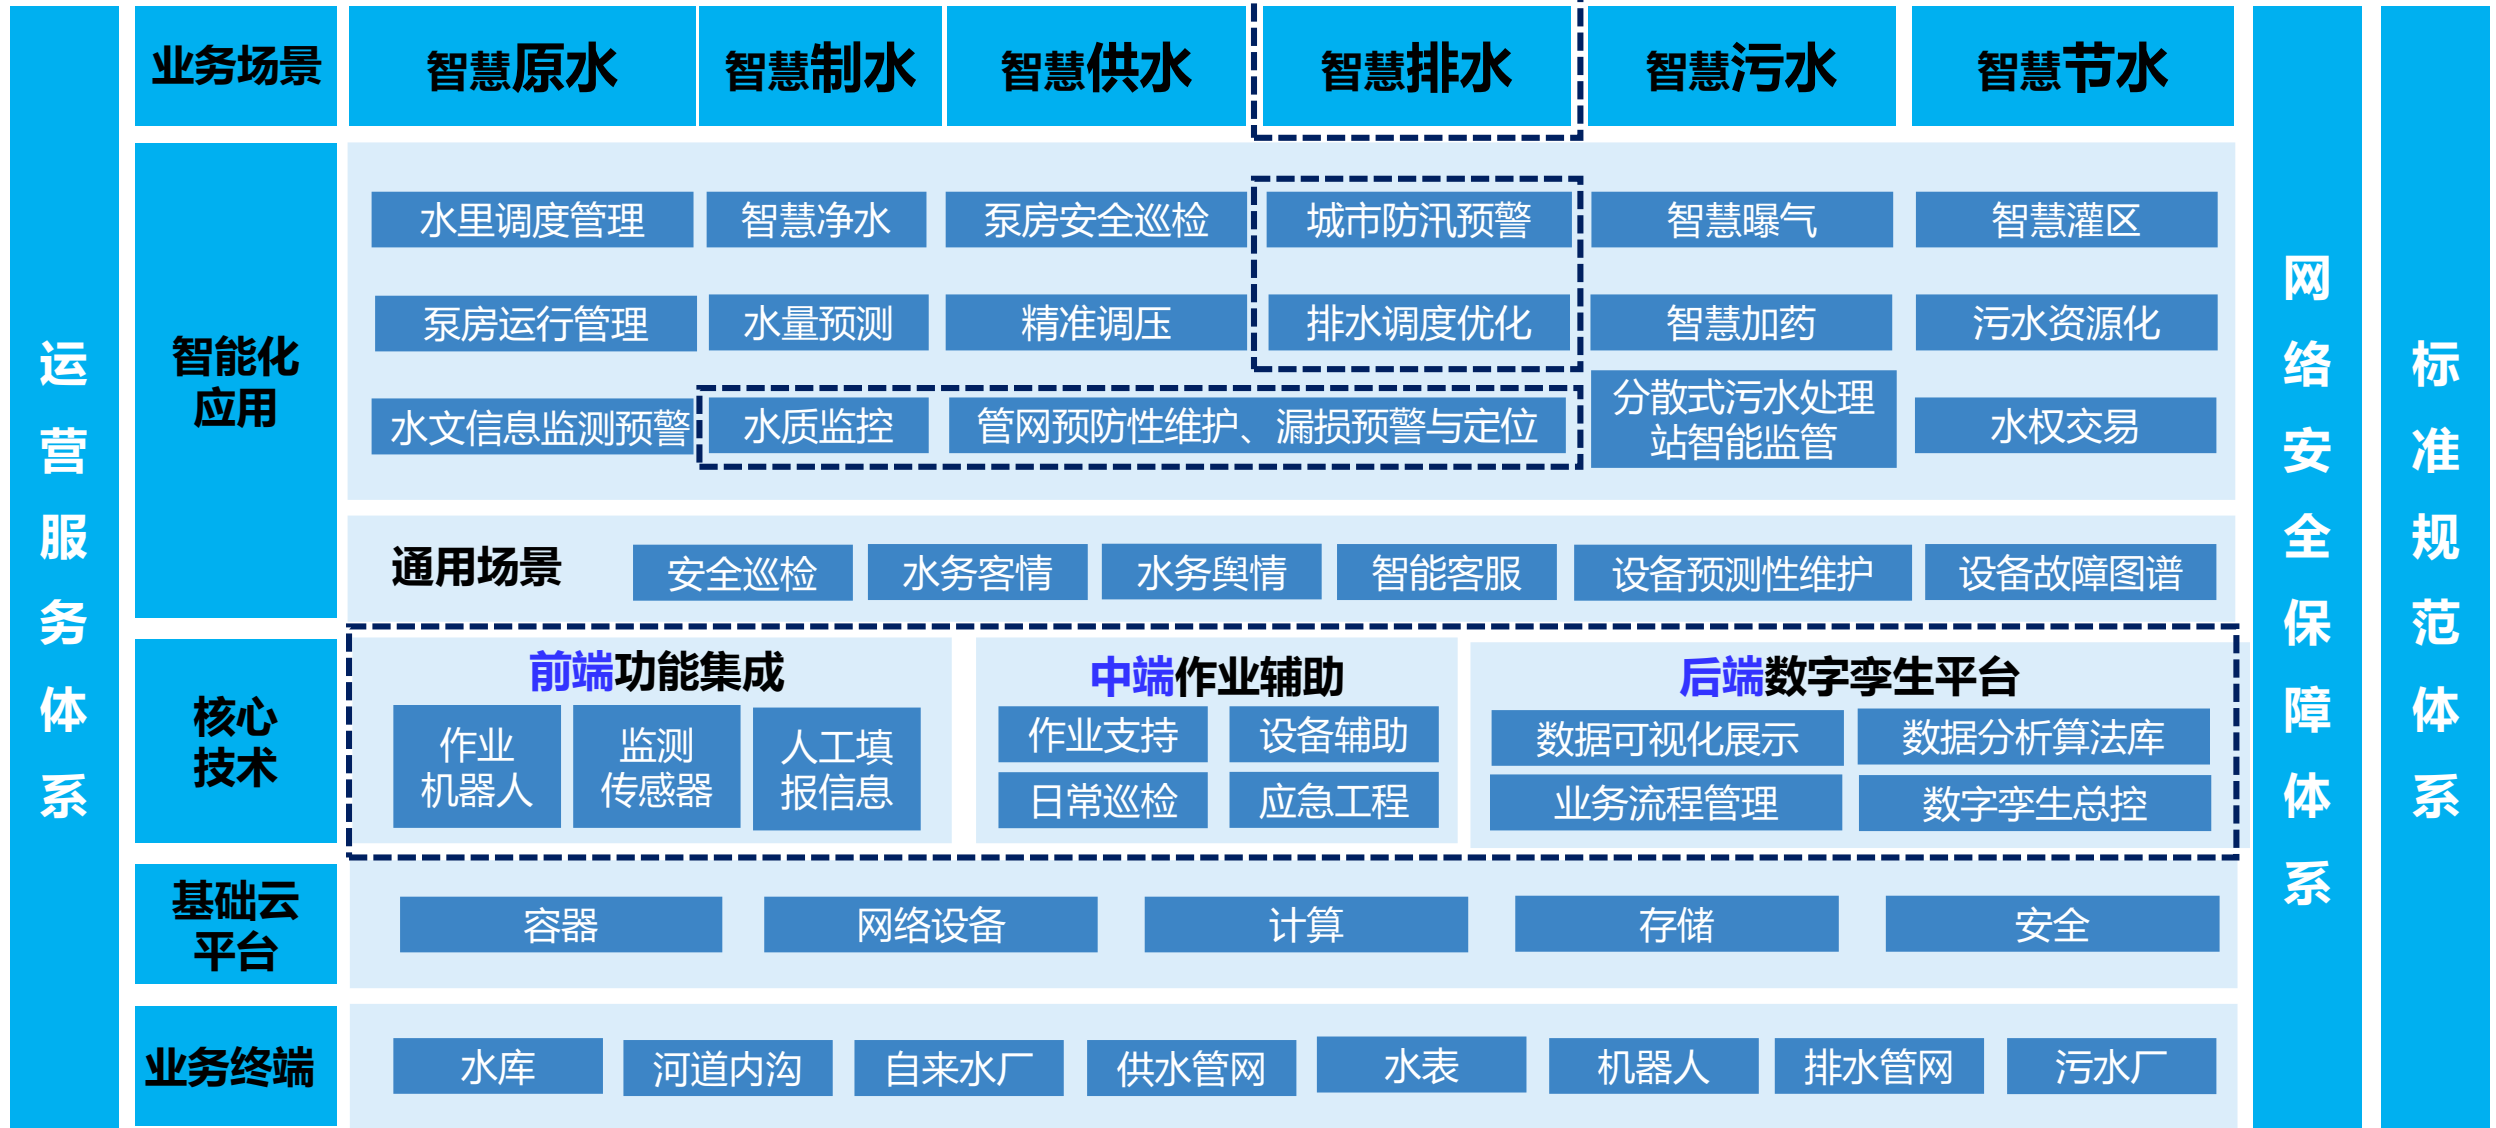 运营服务体系
业务场景
智慧原水
智慧制水
智慧供水
智慧排水
智慧污水
智慧节水
智能化
应用
水里调度管理
智慧净水
泵房安全巡检
城市防汛预警
智慧曝气
智慧灌区
泵房运行管理
水量预测
精准调压
排水调度优化
智慧加药
污水资源化
水文信息监测预警
水质监控
管网预防性维护、漏损预警与定位
分散式污水处理
站智能监管
水权交易
通用场景
安全巡检
水务客情
水务舆情
智能客服
设备预测性维护
设备故障图谱
核心
技术
前端功能集成
作业
机器人
监测
传感器
人工填
报信息
中端作业辅助
作业支持
设备辅助
日常巡检
应急工程
后端数字孪生平台
数据可视化展示
数据分析算法库
业务流程管理
数字孪生总控
基础云
平台
容器
网络设备
计算
存储
安全
业务终端
水库
河道内沟
自来水厂
供水管网
水表
机器人
排水管网
污水厂
网络安全保障体系
标准规范体系